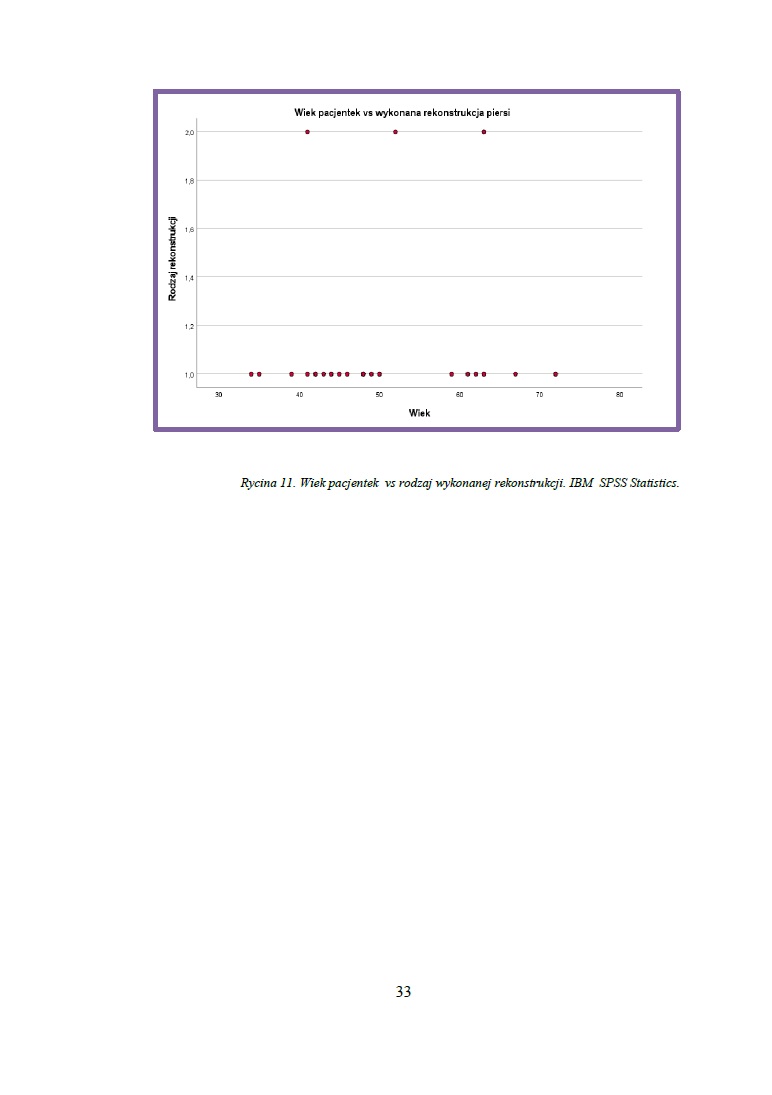 Wiek pacjentek vs wykonana rekonstrukcja piersi
2,0
1,8
1,6
1,4
1,2
1,0
Rodzaj rekonstrukcji
30 40 50 60 70 80
Wiek
Rycina 11. Wiek pacjentek vs rodzaj wykonanej rekonstrukcji. IBM SPSS Statistics.
33